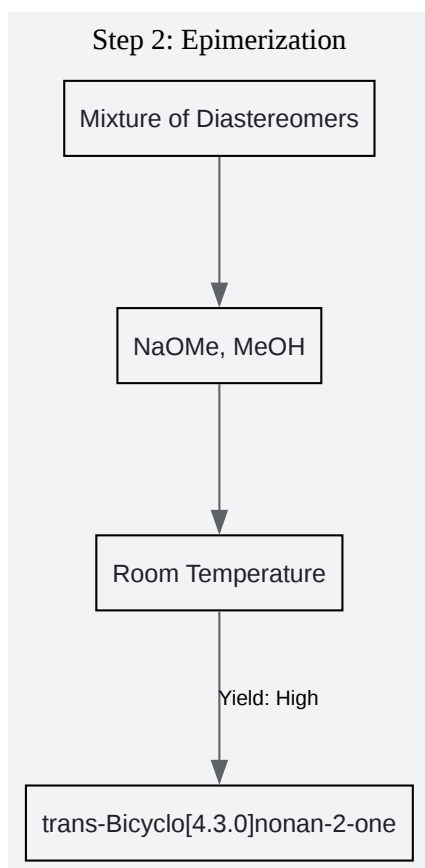 Step 2: Epimerization
Mixture of Diastereomers
NaOMe, MeOH
Room Temperature
Yield: High
trans-Bicyclo[4.3.0]nonan-2-one